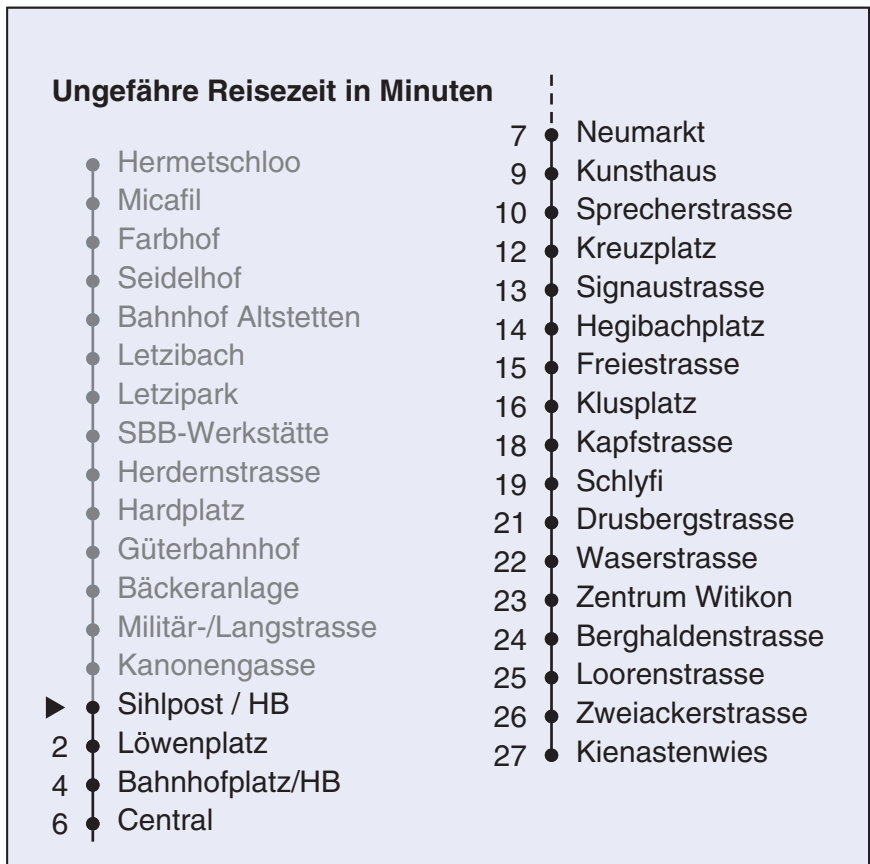 Ungefähre Reisezeit in Minuten
Hermetschloo
Micafil
Farbhof
Seidelhof
Bahnhof Altstetten
Letzibach
Letzipark
SBB-Werkstätte
Herdernstrasse
Hardplatz
Güterbahnhof
Bäckeranlage
Militär-/Langstrasse
Kanonengasse
Sihlpost / HB
2 Löwenplatz
4 Bahnhofplatz/HB
6 Central
7 Neumarkt
9 Kunsthaus
10 Sprecherstrasse
12 Kreuzplatz
13 Signaustrasse
14 Hegibachplatz
15 Freiestrasse
16 Klusplatz
18 Kapfstrasse
19 Schlyfi
21 Drusbergstrasse
22 Waserstrasse
23 Zentrum Witikon
24 Berghaldenstrasse
25 Loorenstrasse
26 Zweiackerstrasse
27 Kienastenwies